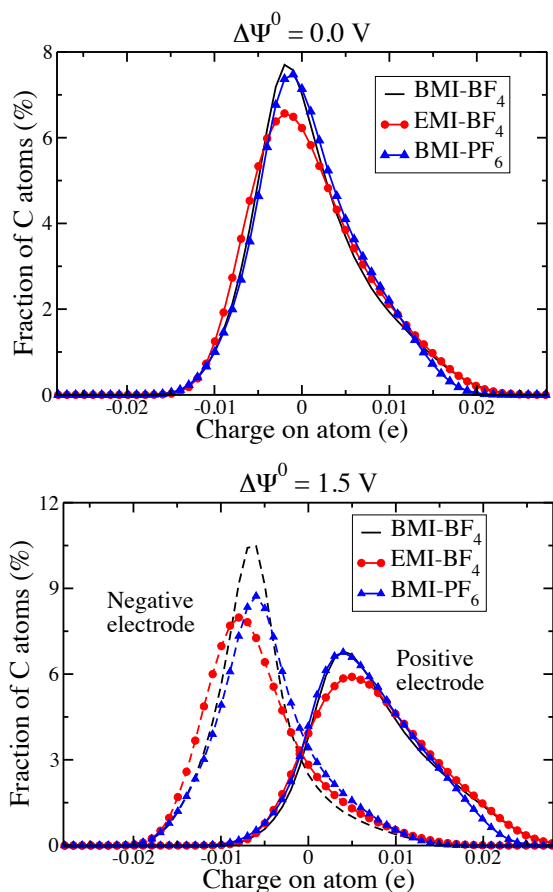 ΔΨ⁰ = 0.0 V
8
6
4
2
0
Fraction of C atoms (%)
BMI-BF₄
EMI-BF₄
BMI-PF₆
-0.02
-0.01
0
0.01
0.02
Charge on atom (e)
ΔΨ⁰ = 1.5 V
12
9
6
3
0
Fraction of C atoms (%)
BMI-BF₄
EMI-BF₄
BMI-PF₆
Negative
electrode
Positive
electrode
-0.02
-0.01
0
0.01
0.02
Charge on atom (e)